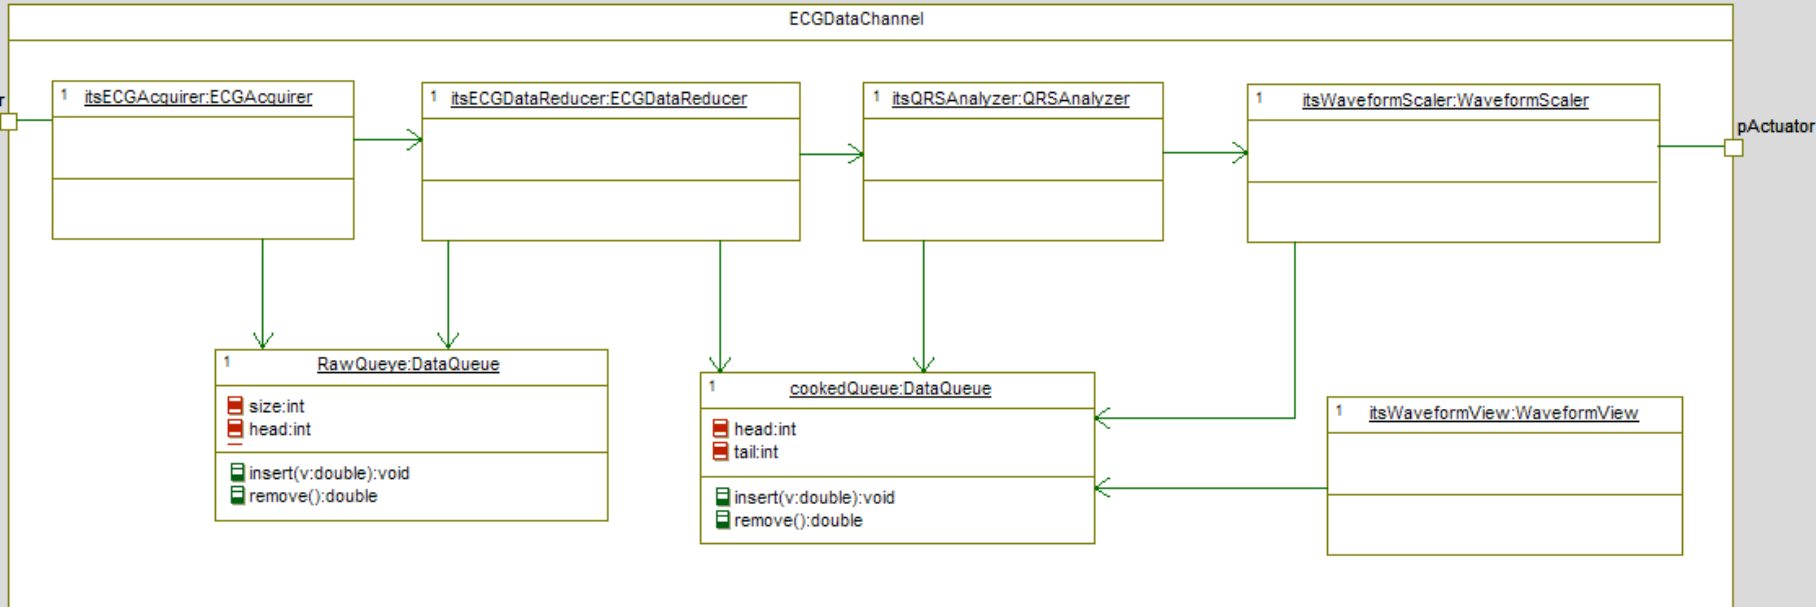 ECGDataChannel
r
1 itsECGAcquirer:ECGAcquirer
1 itsECGDataReducer:ECGDataReducer
1 itsQRSAnalyzer:QRSAnalyzer
1 itsWaveformScaler:WaveformScaler
pActuator
1 RawQueye:DataQueue
size:int
head:int
insert(v:double):void
remove():double
1 cookedQueue:DataQueue
head:int
tail:int
insert(v:double):void
remove():double
1 itsWaveformView:WaveformView